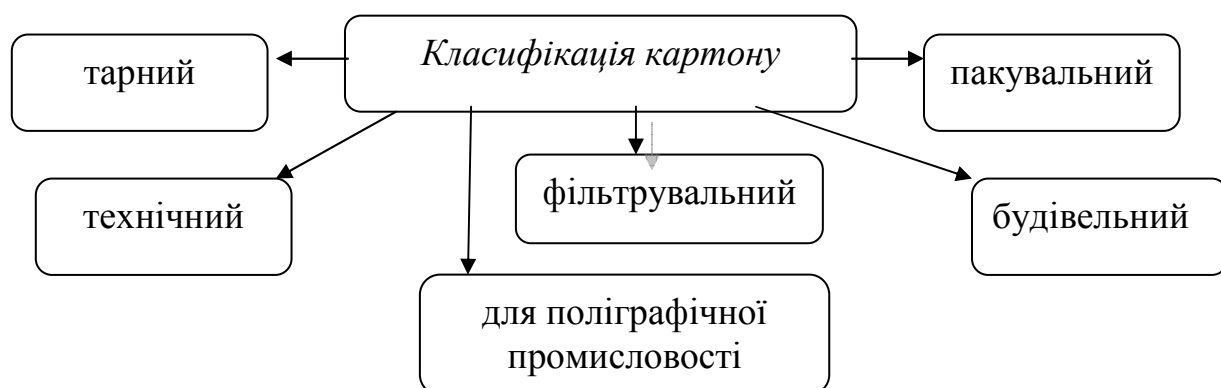 Класифікація картону
тарний
пакувальний
технічний
фільтрувальний
будівельний
для поліграфічної
промисловості